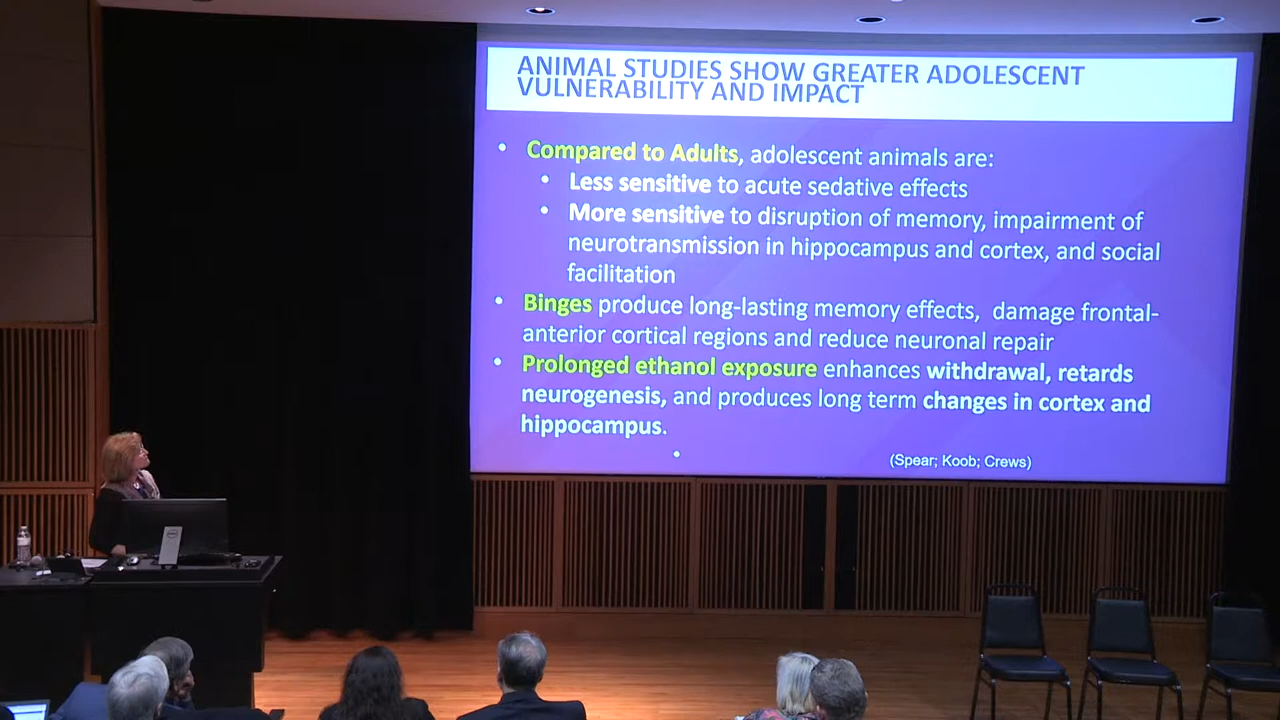 ANIMAL STUDIES SHOW GREATER ADOLESCENT
VULNERABILITY AND IMPACT
• Compared to Adults, adolescent animals are:
• Less sensitive to acute sedative effects
• More sensitive to disruption of memory, impairment of
neurotransmission in hippocampus and cortex, and social
facilitation
• Binges produce long-lasting memory effects, damage frontal-
anterior cortical regions and reduce neuronal repair
• Prolonged ethanol exposure enhances withdrawal, retards
neurogenesis, and produces long term changes in cortex and
hippocampus.
•
(Spear; Koob; Crews)